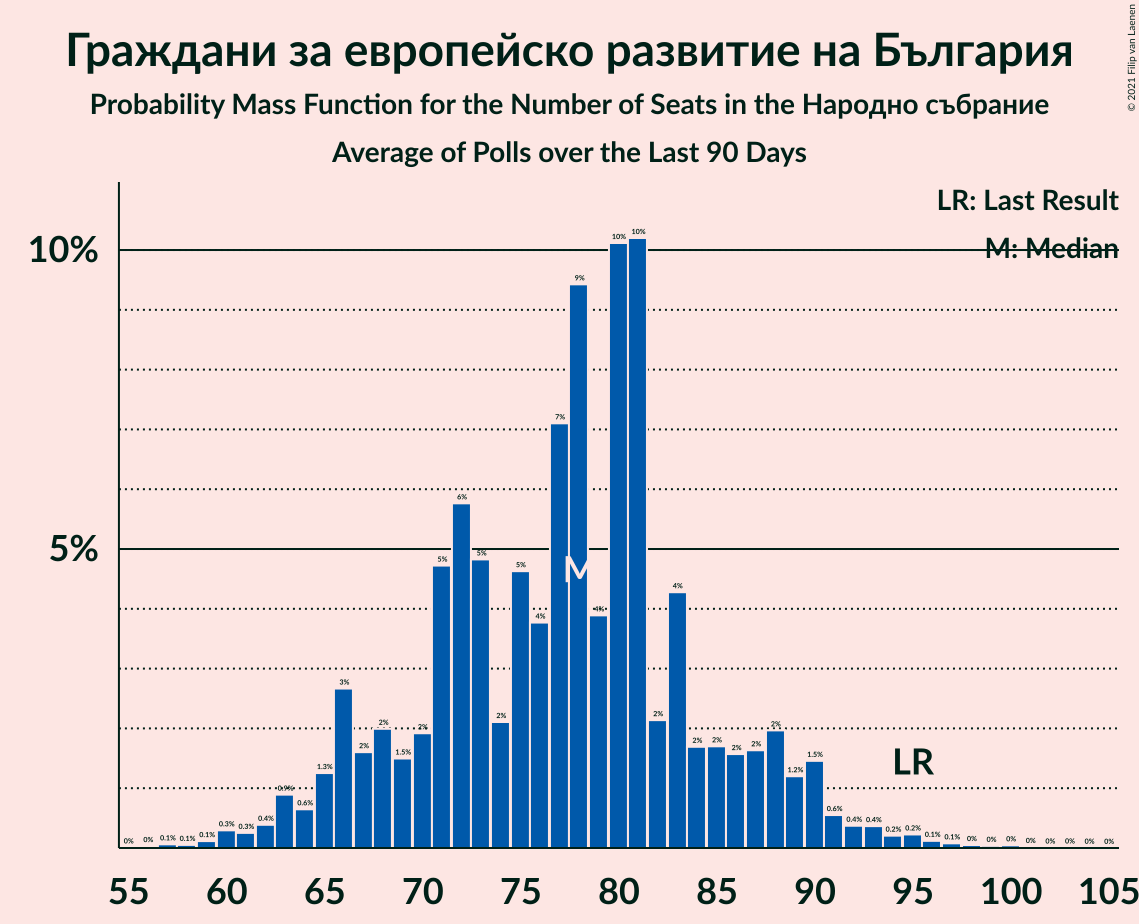 Граждани за европейско развитие на България
Probability Mass Function for the Number of Seats in the Народно събрание
Average of Polls over the Last 90 Days
© 2021 Filip van Laenen
LR: Last Result
M: Median
10%
5%
0% 0% 0.1% 0.1% 0.1% 0.3% 0.3% 0.4% 0.9% 0.6% 1.3% 3% 2% 2% 1.5% 2% 5% 6% 5% 2% 5% 4% 7% 9% 4% 10% 10% 2% 4% 2% 2% 2% 2% 2% 1.2% 1.5% 0.6% 0.4% 0.4% 0.2% 0.2% 0.1% 0.1% 0% 0% 0% 0% 0% 0% 0% 0%
M
LR
55 60 65 70 75 80 85 90 95 100 105